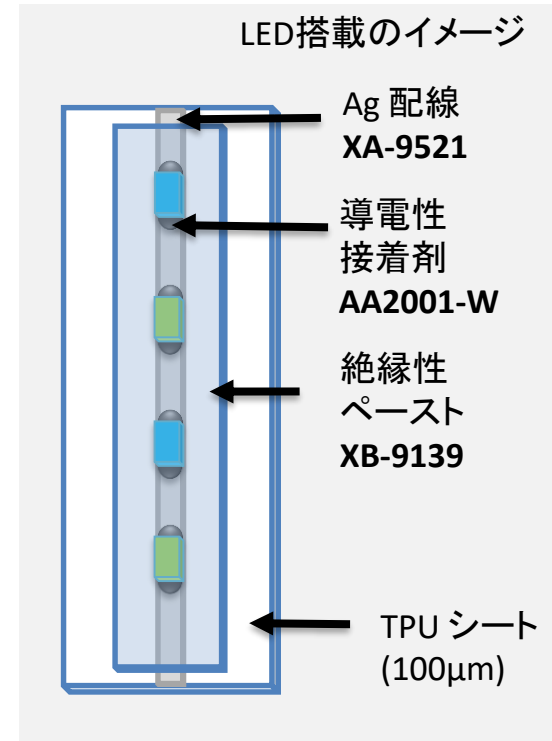 LED搭載のイメージ
Ag 配線
XA-9521
導電性
接着剤
AA2001-W
絶縁性
ペースト
XB-9139
TPU シート
(100μm)